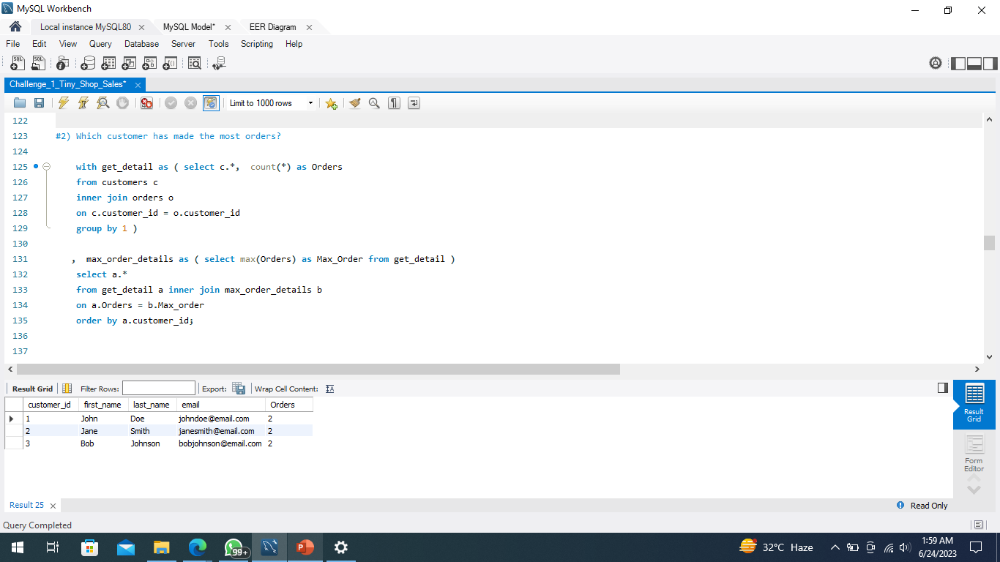 MySQL Workbench
Local instance MySQL80 MySQL Model* EER Diagram
File Edit View Query Database Server Tools Scripting Help
Challenge_1_Tiny_Shop_Sales*
Limit to 1000 rows
122
123 #2) Which customer has made the most orders?
124
125 with get_detail as ( select c.*, count(*) as Orders
126 from customers c
127 inner join orders o
128 on c.customer_id = o.customer_id
129 group by 1 )
130
131 , max_order_details as ( select max(Orders) as Max_Order from get_detail )
132 select a.*
133 from get_detail a inner join max_order_details b
134 on a.Orders = b.Max_order
135 order by a.customer_id;
136
137
Result Grid Filter Rows: Export: Wrap Cell Content:
customer_id first_name last_name email Orders
1 John Doe johndoe@email.com 2
2 Jane Smith janesmith@email.com 2
3 Bob Johnson bobjohnson@email.com 2
Result
Grid
Form
Editor
Result 25
Read Only
Query Completed
99+
32°C Haze
1:59 AM
6/24/2023